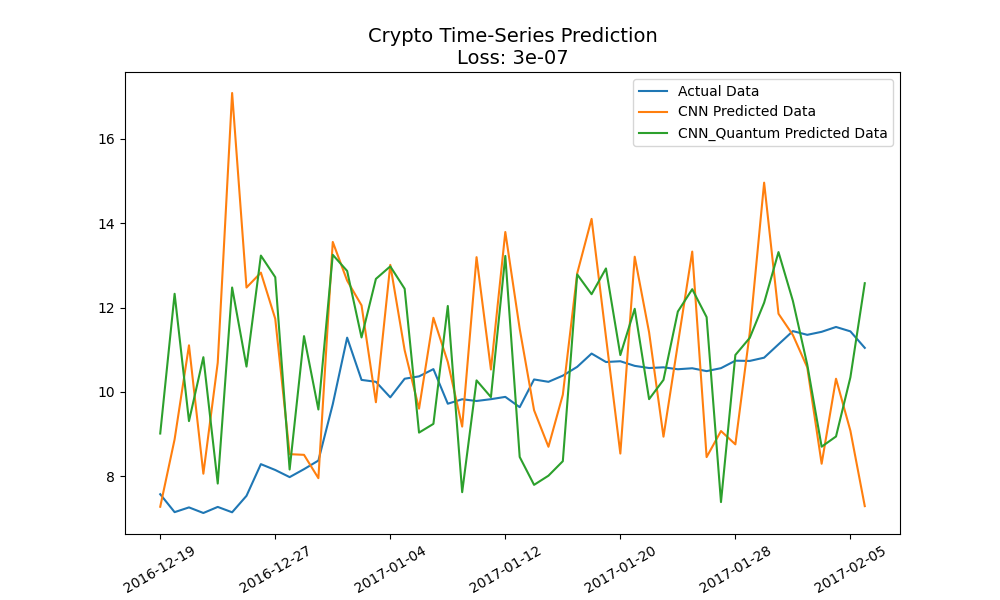 Crypto Time-Series Prediction
Loss: 3e-07
Actual Data
CNN Predicted Data
CNN_Quantum Predicted Data
16
14
12
10
8
2016-12-19
2016-12-27
2017-01-04
2017-01-12
2017-01-20
2017-01-28
2017-02-05